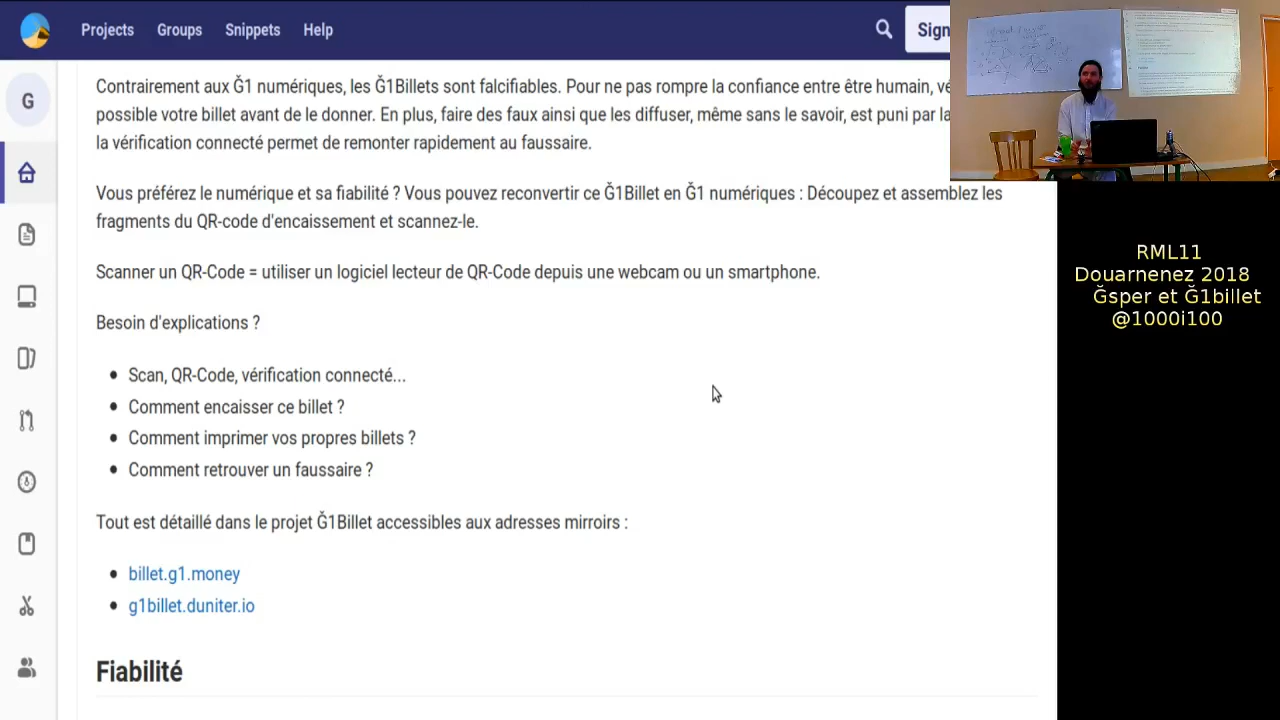 Projects Groups Snippets Help Sign
G
Contrairement aux Ğ1 numériques, les Ğ1Billets sont falcifiables. Pour ne pas rompre la confiance entre être humain, vé
possible votre billet avant de le donner. En plus, faire des faux ainsi que les diffuser, même sans le savoir, est puni par la
la vérification connecté permet de remonter rapidement au faussaire.
Vous préférez le numérique et sa fiabilité ? Vous pouvez reconvertir ce Ğ1Billet en Ğ1 numériques : Découpez et assemblez les
fragments du QR-code d'encaissement et scannez-le.
Scanner un QR-Code = utiliser un logiciel lecteur de QR-Code depuis une webcam ou un smartphone.
Besoin d'explications ?
Scan, QR-Code, vérification connecté...
Comment encaisser ce billet ?
Comment imprimer vos propres billets ?
Comment retrouver un faussaire ?
Tout est détaillé dans le projet Ğ1Billet accessibles aux adresses mirroirs :
billet.g1.money
g1billet.duniter.io
Fiabilité
RML11
Douarnenez 2018
Ğsper et Ğ1billet
@1000i100